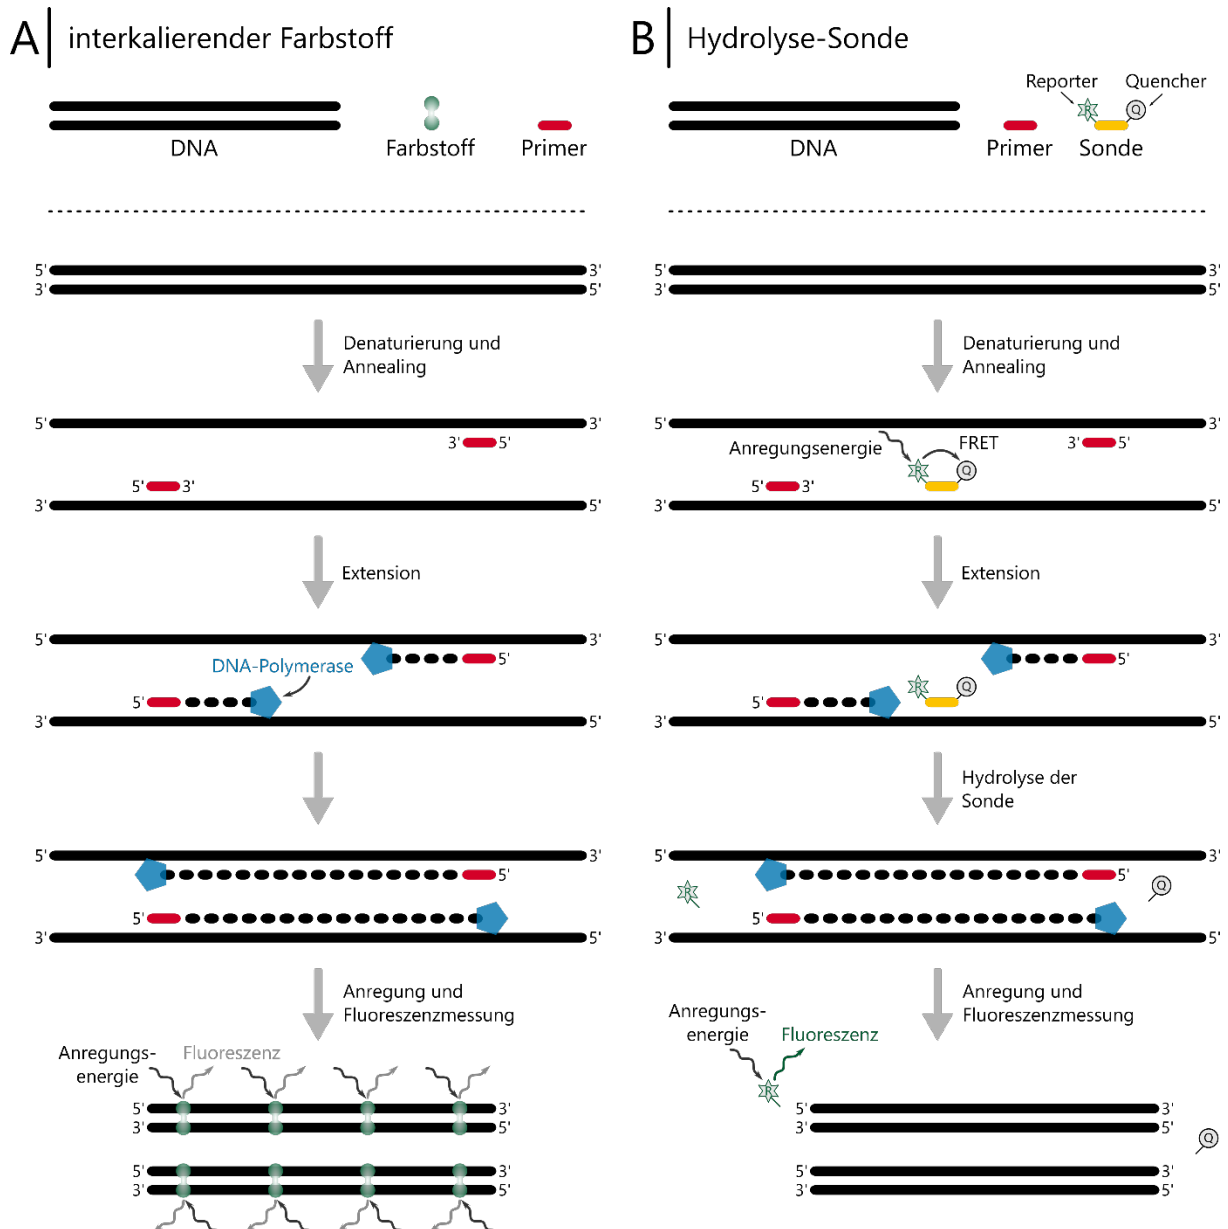 A interkalierender Farbstoff
DNA
Farbstoff
Primer
5' 3'
3' 5'
Denaturierung und
Annealing
5' 3'
3' 5'
5' 3'
3' 5'
Extension
5' 3'
DNA-Polymerase 5'
5'
3' 5'
5' 3'
5'
5'
3' 5'
Anregung und
Fluoreszenzmessung
Anregungs-
energie
Fluoreszenz
5' 3'
3' 5'
5' 3'
3' 5'
B Hydrolyse-Sonde
Reporter
Quencher
R
Q
DNA
Primer
Sonde
5' 3'
3' 5'
Denaturierung und
Annealing
5' 3'
Anregungsenergie
FRET
3' 5'
R
Q
5' 3'
3' 5'
Extension
5' 3'
5'
R
Q
5'
3' 5'
Hydrolyse der
Sonde
5' 3'
5'
R
Q
5'
3' 5'
Anregung und
Fluoreszenzmessung
Anregungs-
energie
Fluoreszenz
R
5' 3'
3' 5'
Q
5' 3'
3' 5'